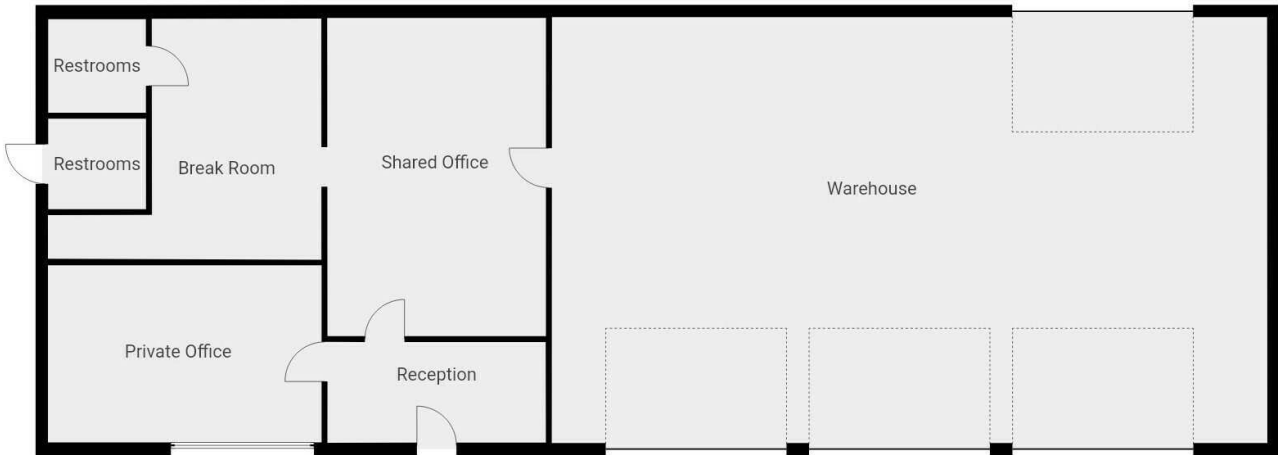 Restrooms
Restrooms
Break Room
Shared Office
Warehouse
Private Office
Reception